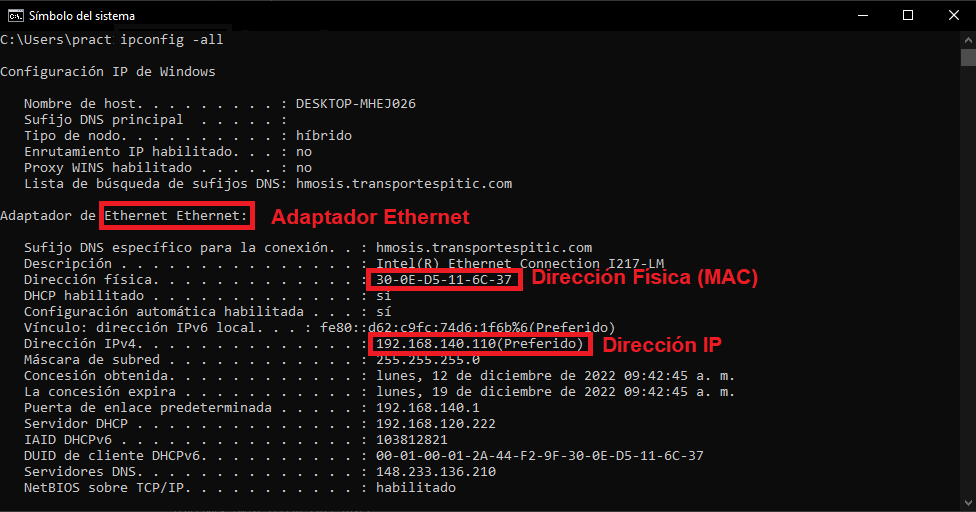 Símbolo del sistema
C:\Users\pract ipconfig -all
Configuración IP de Windows
Nombre de host. . . . . . . . . : DESKTOP-MHEJ026
Sufijo DNS principal  . . . . . :
Tipo de nodo. . . . . . . . . . : híbrido
Enrutamiento IP habilitado. . . : no
Proxy WINS habilitado . . . . . : no
Lista de búsqueda de sufijos DNS: hmosis.transportespitic.com
Adaptador de Ethernet Ethernet: Adaptador Ethernet
Sufijo DNS específico para la conexión. . : hmosis.transportespitic.com
Descripción . . . . . . . . . . . . . . . : Intel(R) Ethernet Connection I217-LM
Dirección física. . . . . . . . . . . . . : 30-0E-D5-11-6C-37 Dirección Física (MAC)
DHCP habilitado . . . . . . . . . . . . . : sí
Configuración automática habilitada . . . : sí
Vínculo: dirección IPv6 local. . . : fe80::d62:c9fc:74d6:1f6b%6(Preferido)
Dirección IPv4. . . . . . . . . . . . . . : 192.168.140.110(Preferido) Dirección IP
Máscara de subred . . . . . . . . . . . . : 255.255.255.0
Concesión obtenida. . . . . . . . . . . . : lunes, 12 de diciembre de 2022 09:42:45 a. m.
La concesión expira . . . . . . . . . . . : lunes, 19 de diciembre de 2022 09:42:45 a. m.
Puerta de enlace predeterminada . . . . . : 192.168.140.1
Servidor DHCP . . . . . . . . . . . . . . : 192.168.120.222
IAID DHCPv6 . . . . . . . . . . . . . . . : 103812821
DUID de cliente DHCPv6. . . . . . . . . . : 00-01-00-01-2A-44-F2-9F-30-0E-D5-11-6C-37
Servidores DNS. . . . . . . . . . . . . . : 148.233.136.210
NetBIOS sobre TCP/IP. . . . . . . . . . . : habilitado